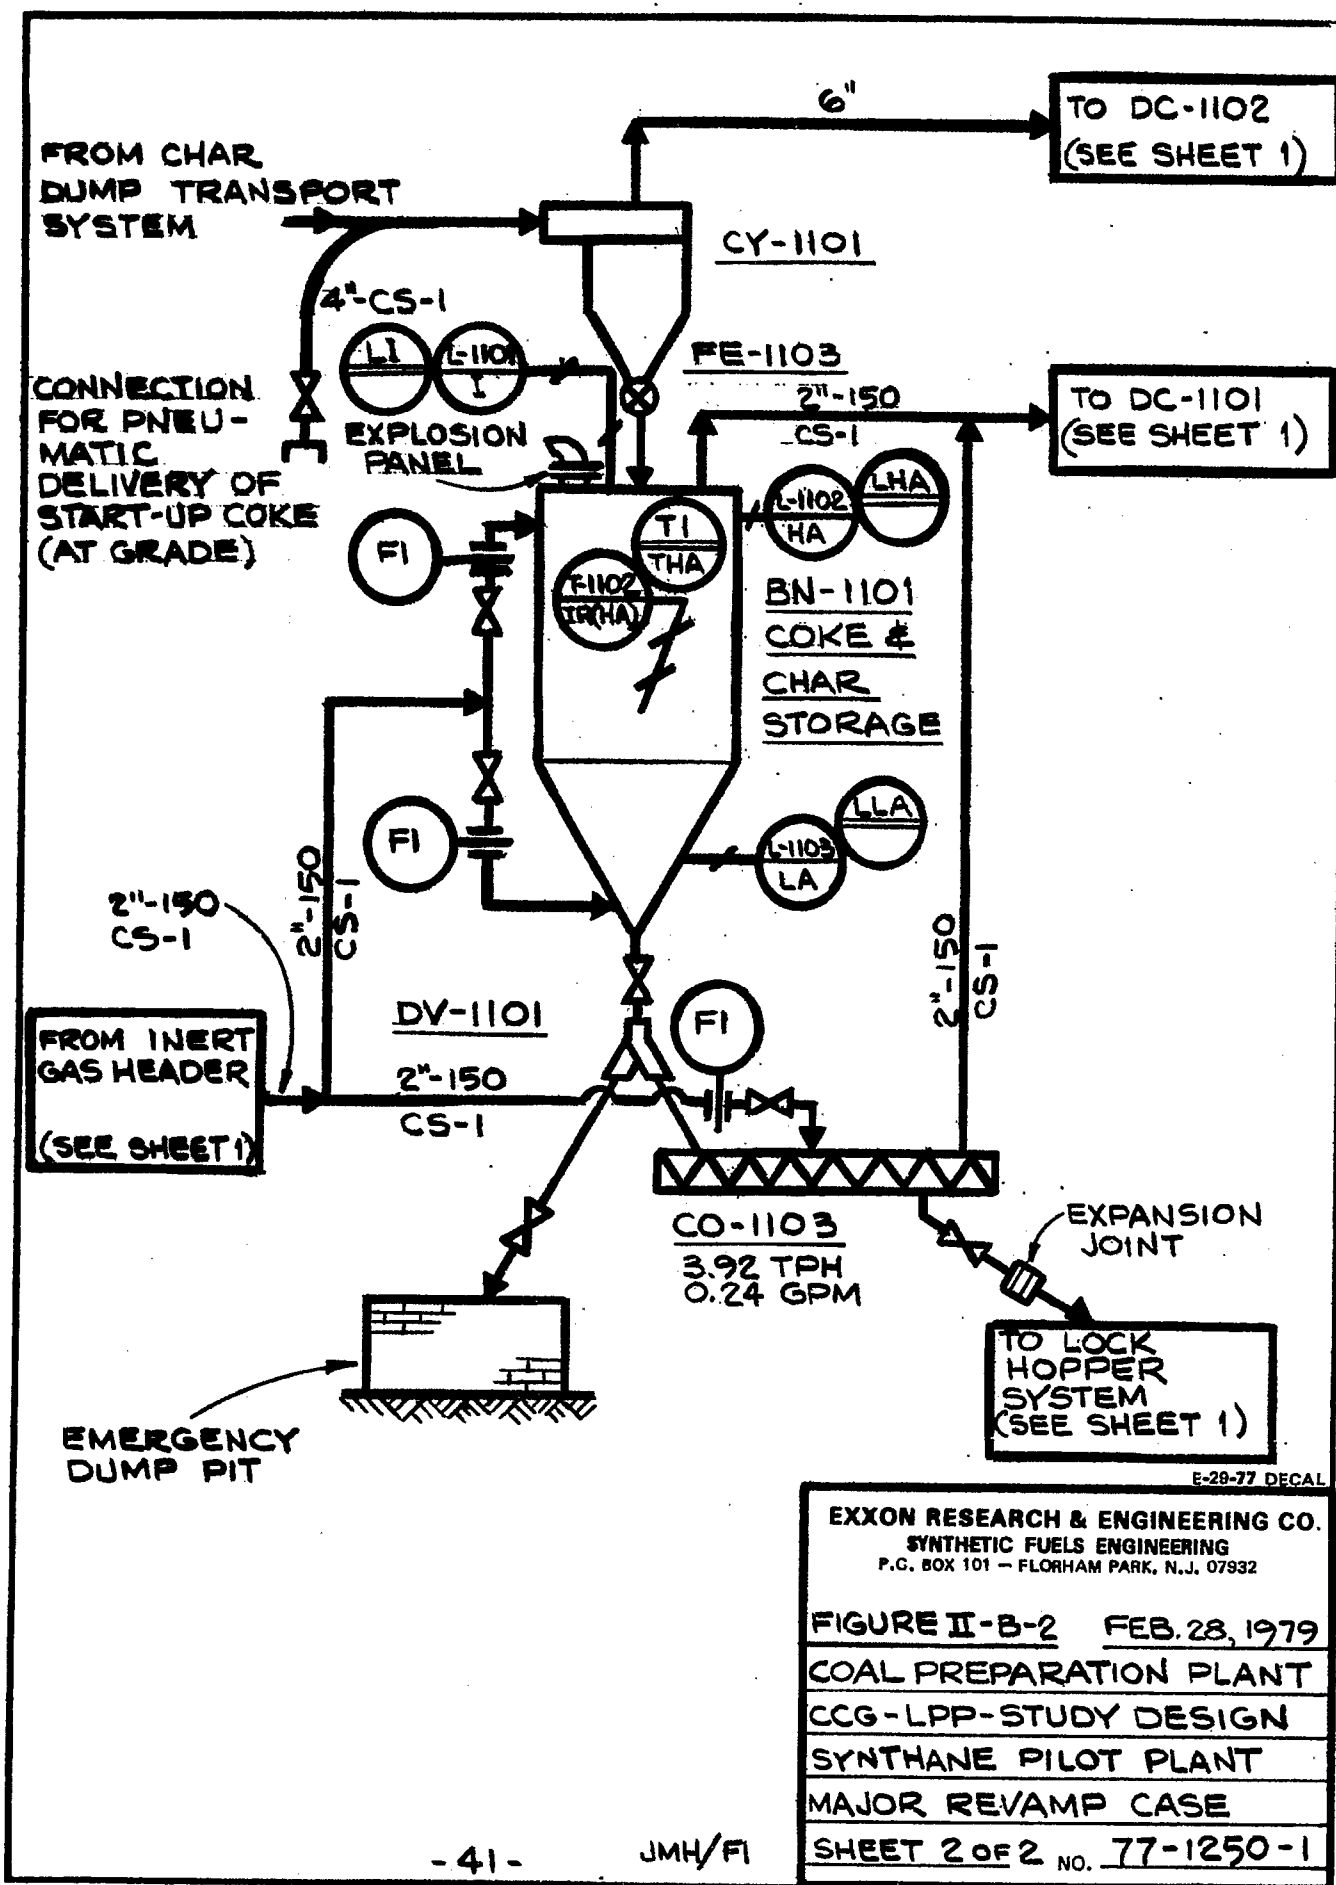 6"
TO DC-1102
(SEE SHEET 1)
FROM CHAR
DUMP TRANSPORT
SYSTEM
CY-1101
4"-CS-1
LI
L-1101
I
FE-1103
2"-150
CS-1
TO DC-1101
(SEE SHEET 1)
CONNECTION
FOR PNEU-
MATIC
DELIVERY OF
START-UP COKE
(AT GRADE)
EXPLOSION
PANEL
L-1102
HA
LHA
FI
TI
THA
T-1102
IR(HA)
BN-1101
COKE &
CHAR
STORAGE
FI
LLA
L-1103
LA
2"-150
CS-1
2"-150
CS-1
2"-150
CS-1
DV-1101
FI
FROM INERT
GAS HEADER
(SEE SHEET 1)
2"-150
CS-1
CO-1103
3.92 TPH
0.24 GPM
EXPANSION
JOINT
TO LOCK
HOPPER
SYSTEM
(SEE SHEET 1)
EMERGENCY
DUMP PIT
E-29-77 DECAL
EXXON RESEARCH & ENGINEERING CO.
SYNTHETIC FUELS ENGINEERING
P.O. BOX 101 – FLORHAM PARK, N.J. 07932
FIGURE II-B-2 FEB. 28, 1979
COAL PREPARATION PLANT
CCG-LPP-STUDY DESIGN
SYNTHANE PILOT PLANT
MAJOR REVAMP CASE
SHEET 2 OF 2 NO. 77-1250-1
-41-
JMH/FI